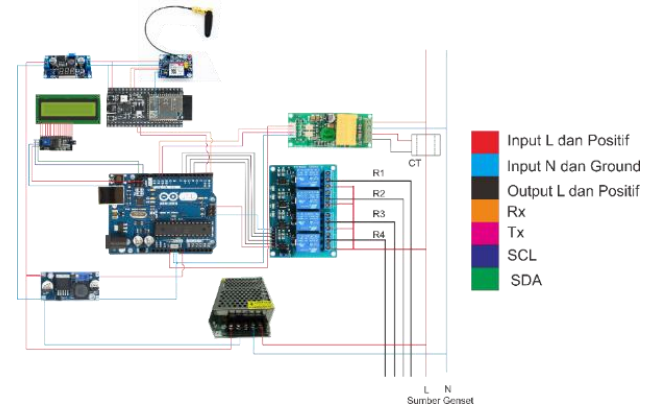 CT
R1
R2
R3
R4
Input L dan Positif
Input N dan Ground
Output L dan Positif
Rx
Tx
SCL
SDA
ARDUINO
L N
Sumber Genset